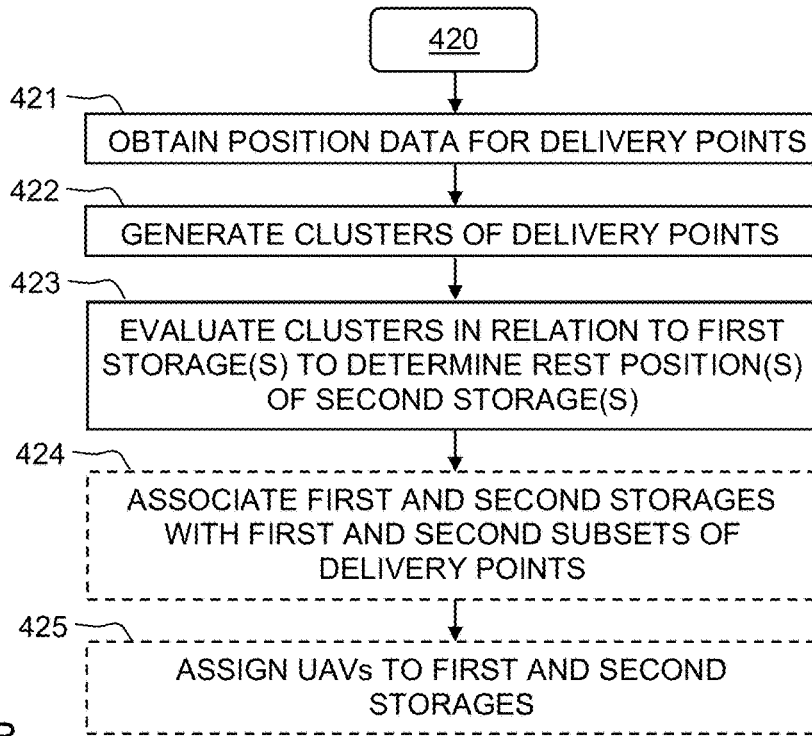 420
421
OBTAIN POSITION DATA FOR DELIVERY POINTS
422
GENERATE CLUSTERS OF DELIVERY POINTS
423
EVALUATE CLUSTERS IN RELATION TO FIRST
STORAGE(S) TO DETERMINE REST POSITION(S)
OF SECOND STORAGE(S)
424
ASSOCIATE FIRST AND SECOND STORAGES
WITH FIRST AND SECOND SUBSETS OF
DELIVERY POINTS
425
ASSIGN UAVs TO FIRST AND SECOND
STORAGES